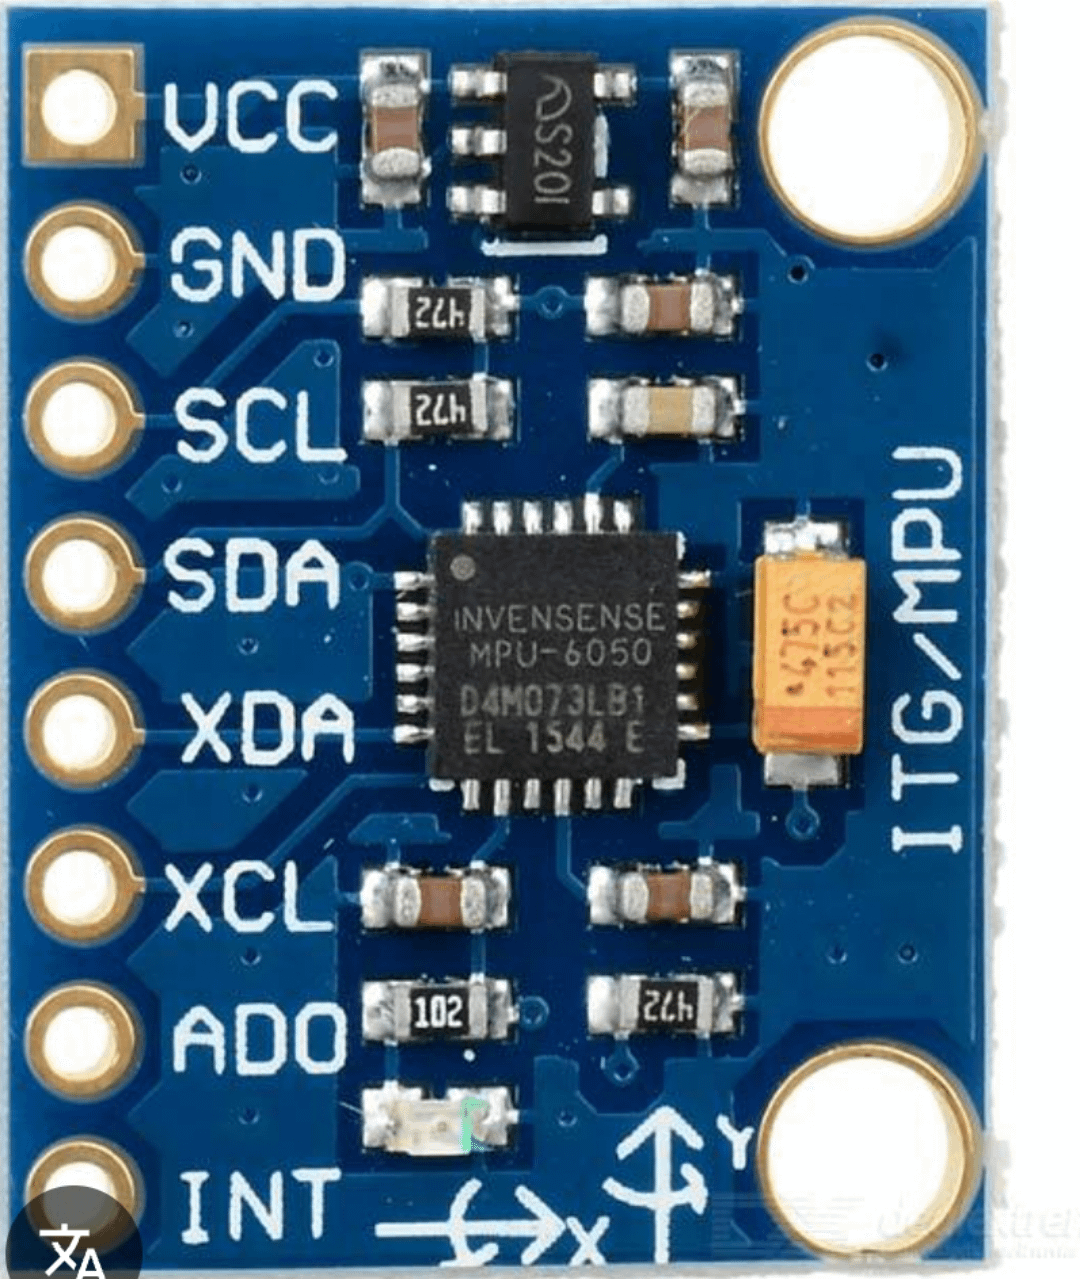 VCC
GND
SCL
SDA
XDA
XCL
ADO
INT
S20I
472
472
INVENSENSE
MPU-6050
D4M073LB1
EL 1544 E
475C
115C2
ITG/MPU
102
472
Y
X